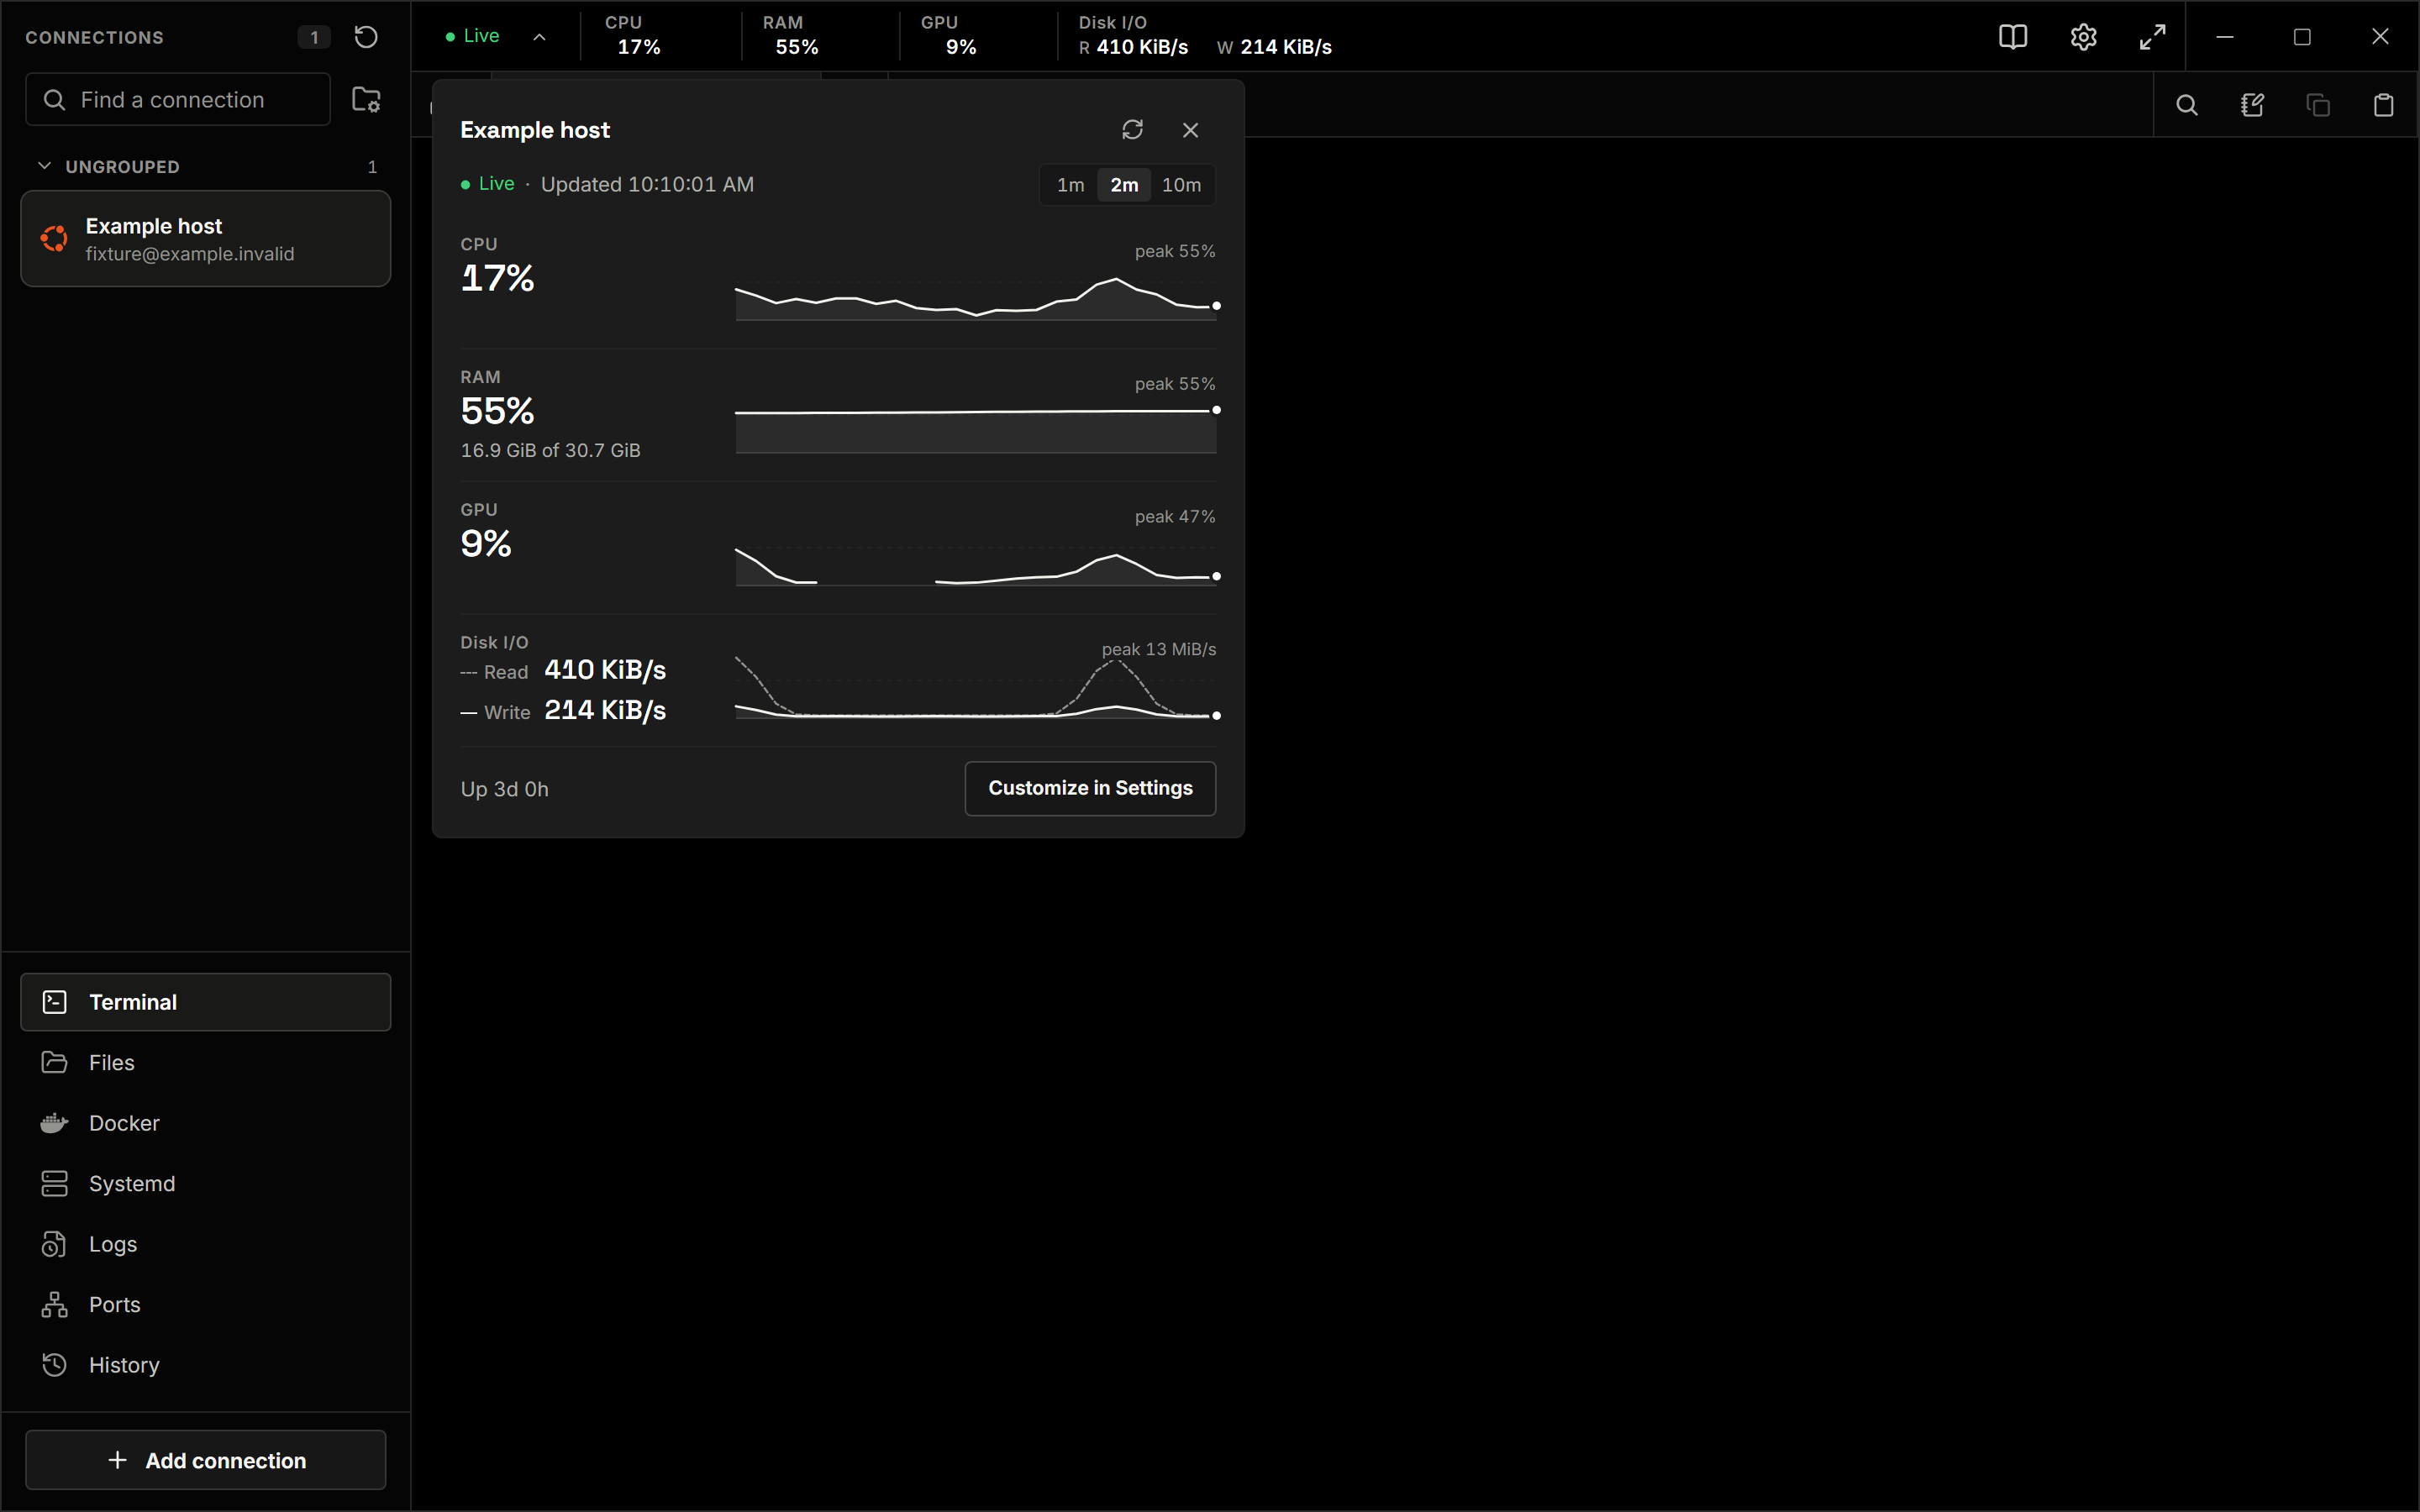 CONNECTIONS 1
Find a connection
UNGROUPED 1
Example host
fixture@example.invalid
Terminal
Files
Docker
Systemd
Logs
Ports
History
Add connection
Live
CPU
17%
RAM
55%
GPU
9%
Disk I/O
R 410 KiB/s W 214 KiB/s
Example host
Live · Updated 10:10:01 AM
1m 2m 10m
CPU
17%
peak 55%
RAM
55%
16.9 GiB of 30.7 GiB
peak 55%
GPU
9%
peak 47%
Disk I/O
Read 410 KiB/s
Write 214 KiB/s
peak 13 MiB/s
Up 3d 0h
Customize in Settings